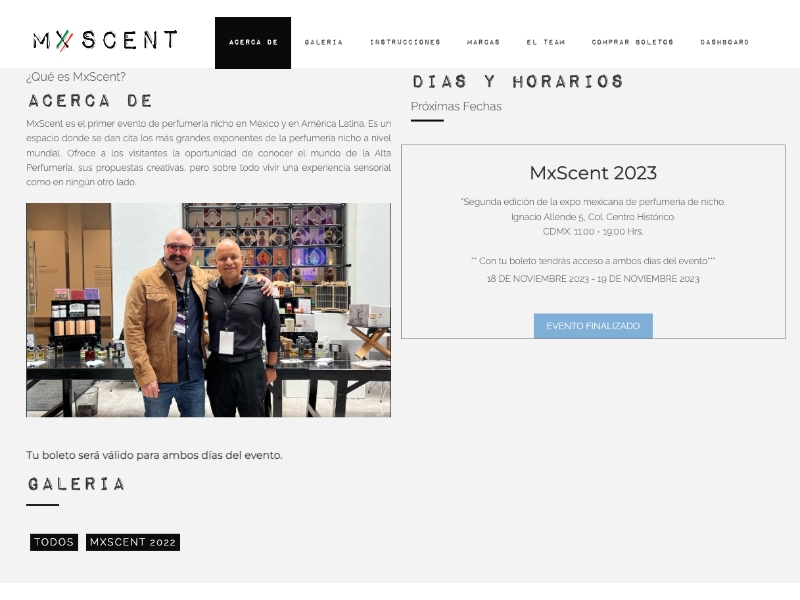 MXSCENT
ACERCA DE
GALERIA
INSTRUCCIONES
MARCAS
EL TEAM
COMPRAR BOLETOS
DASHBOARD
¿Qué es MxScent?
ACERCA DE
MxScent es el primer evento de perfumería nicho en México y en América Latina. Es un
espacio donde se dan cita los más grandes exponentes de la perfumería nicho a nivel
mundial. Ofrece a los visitantes la oportunidad de conocer el mundo de la Alta
Perfumería, sus propuestas creativas, pero sobre todo vivir una experiencia sensorial
como en ningún otro lado.
Tu boleto será válido para ambos días del evento.
GALERIA
TODOS
MXSCENT 2022
DIAS Y HORARIOS
Próximas Fechas
MxScent 2023
"Segunda edición de la expo mexicana de perfumería de nicho.
Ignacio Allende 5, Col. Centro Histórico.
CDMX. 11:00 - 19:00 Hrs.
** Con tu boleto tendrás acceso a ambos dias del evento***
18 DE NOVIEMBRE 2023 - 19 DE NOVIEMBRE 2023
EVENTO FINALIZADO